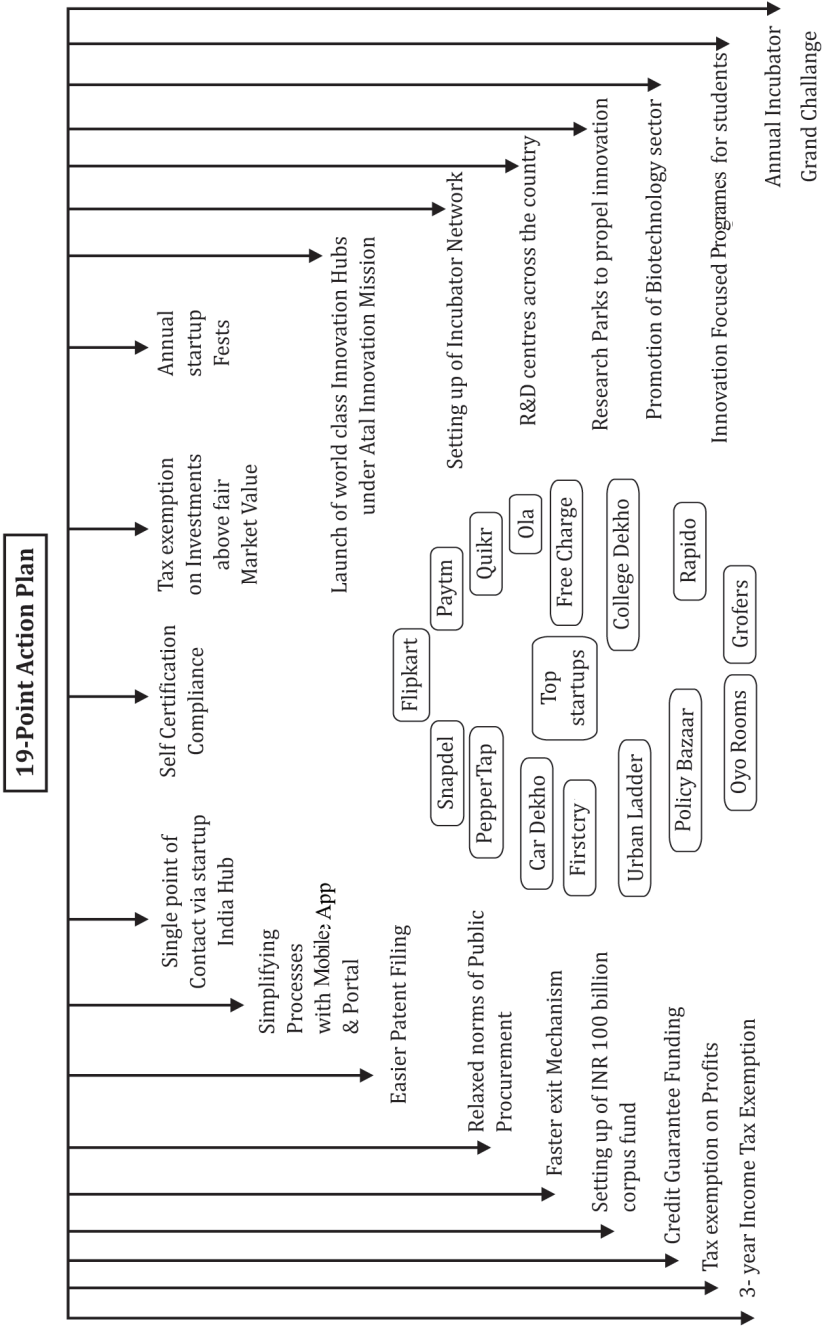 19-Point Action Plan
Single point of
Contact via startup
India Hub
Self Certification
Compliance
Tax exemption
on Investments
above fair
Market Value
Annual
startup
Fests
Simplifying
Processes
with Mobile; App
& Portal
Easier Patent Filing
Relaxed norms of Public
Procurement
Faster exit Mechanism
Setting up of INR 100 billion
corpus fund
Credit Guarantee Funding
Tax exemption on Profits
3- year Income Tax Exemption
Launch of world class Innovation Hubs
under Atal Innovation Mission
Setting up of Incubator Network
R&D centres across the country
Research Parks to propel innovation
Promotion of Biotechnology sector
Innovation Focused Programes for students
Annual Incubator
Grand Challange
Top
startups
Flipkart
Snapdel
Paytm
PepperTap
Quikr
Car Dekho
Ola
Firstcry
Free Charge
Urban Ladder
College Dekho
Policy Bazaar
Rapido
Oyo Rooms
Grofers